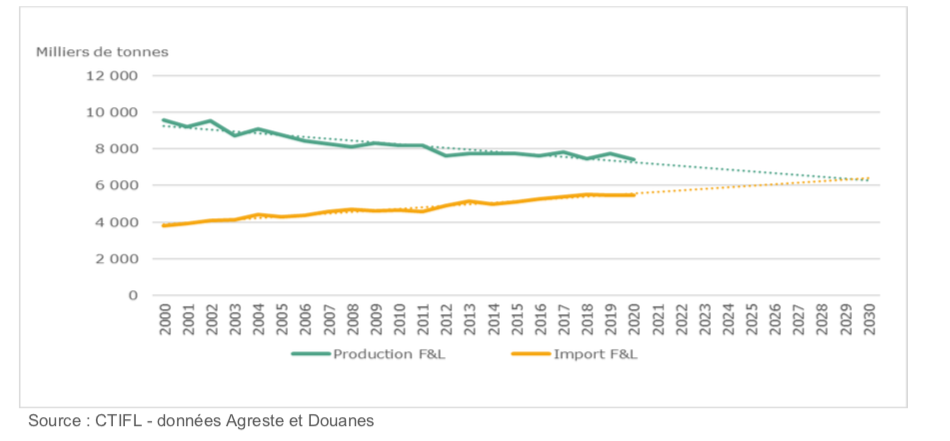 Milliers de tonnes
12 000
10 000
8 000
6 000
4 000
2 000
0
2000 2001 2002 2003 2004 2005 2006 2007 2008 2009 2010 2011 2012 2013 2014 2015 2016 2017 2018 2019 2020 2021 2022 2023 2024 2025 2026 2027 2028 2029 2030
Production F&L Import F&L
Source : CTIFL - données Agreste et Douanes